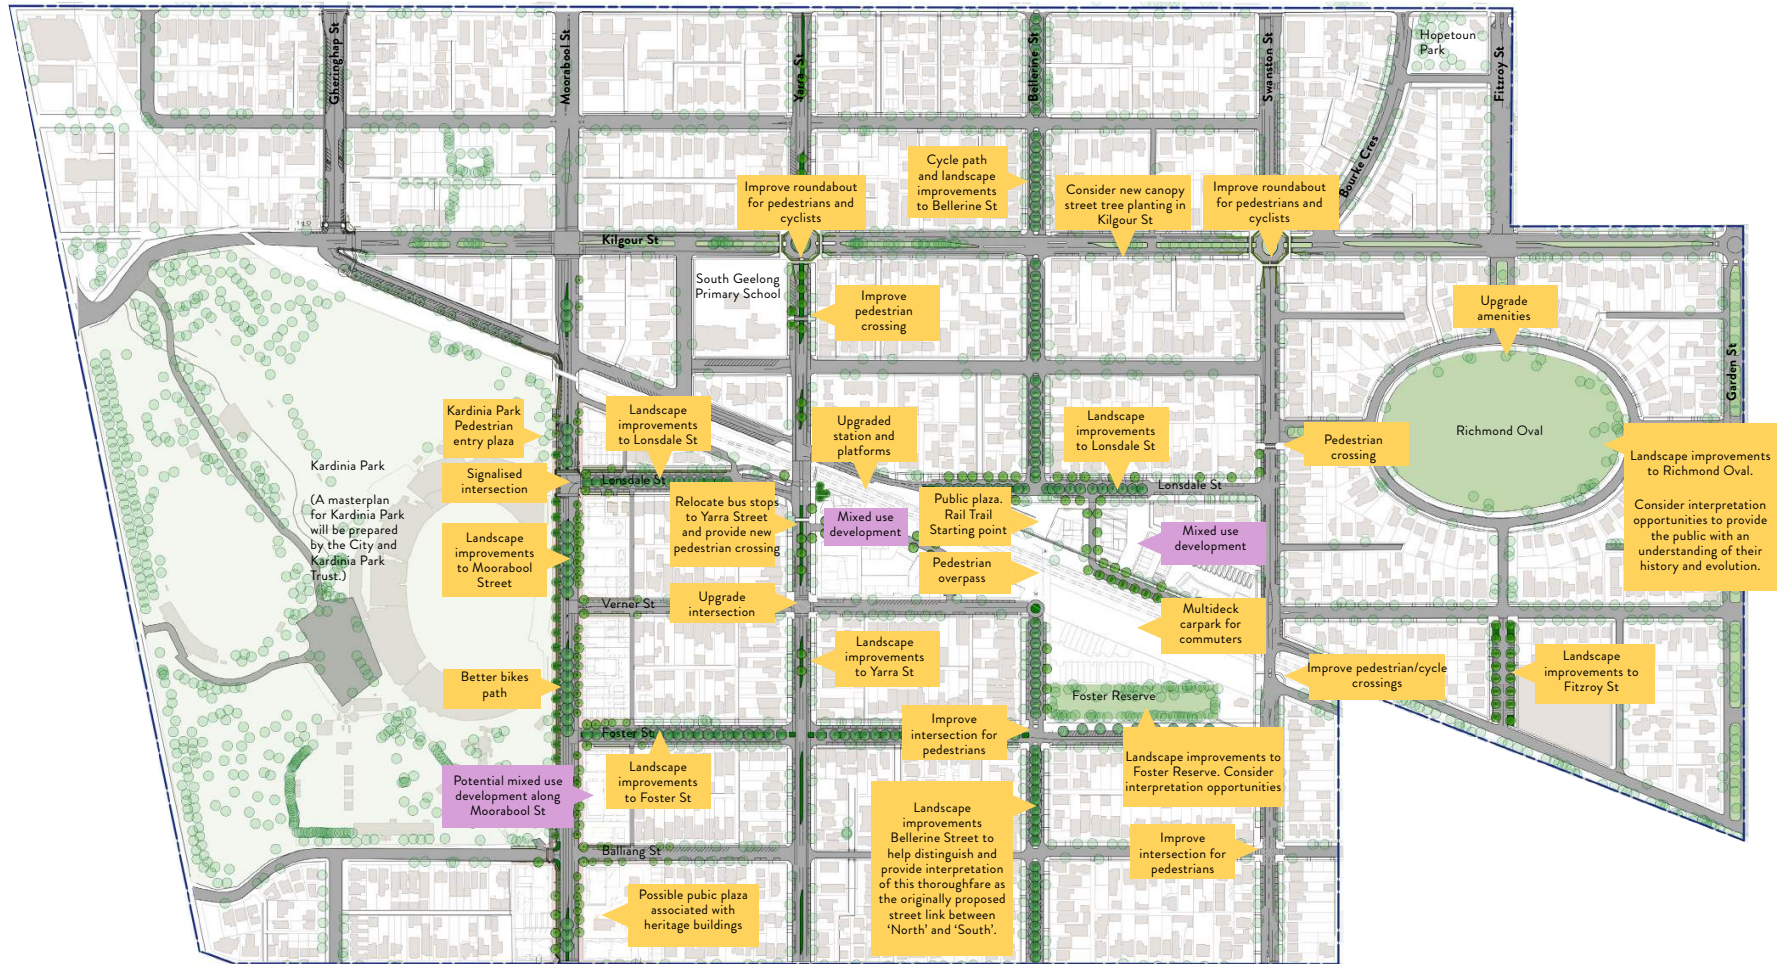 Gheringhap St
Moorabool St
Yarra St
Bellerine St
Swanston St
Bourke Cres
Hopetoun
Park
Fitzroy St
Cycle path
and landscape
improvements
to Bellerine St
Improve roundabout
for pedestrians and
cyclists
Consider new canopy
street tree planting in
Kilgour St
Improve roundabout
for pedestrians and
cyclists
Kilgour St
South Geelong
Primary School
Improve
pedestrian
crossing
Upgrade
amenities
Garden St
Kardinia Park
Pedestrian
entry plaza
Landscape
improvements
to Lonsdale St
Upgraded
station and
platforms
Landscape
improvements
to Lonsdale St
Pedestrian
crossing
Richmond Oval
Landscape improvements
to Richmond Oval.
Consider interpretation
opportunities to provide
the public with an
understanding of their
history and evolution.
Kardinia Park
(A masterplan
for Kardinia Park
will be prepared
by the City and
Kardinia Park
Trust.)
Signalised
intersection
Lonsdale St
Relocate bus stops
to Yarra Street
and provide new
pedestrian crossing
Mixed use
development
Public plaza.
Rail Trail
Starting point
Lonsdale St
Mixed use
development
Landscape
improvements
to Moorabool
Street
Pedestrian
overpass
Verner St
Upgrade
intersection
Multideck
carpark for
commuters
Landscape
improvements
to Yarra St
Better bikes
path
Improve pedestrian/cycle
crossings
Landscape
improvements to
Fitzroy St
Foster Reserve
Foster St
Improve
intersection for
pedestrians
Landscape improvements to
Foster Reserve. Consider
interpretation opportunities
Potential mixed use
development along
Moorabool St
Landscape
improvements
to Foster St
Landscape
improvements
Bellerine Street to
help distinguish and
provide interpretation
of this thoroughfare as
the originally proposed
street link between
‘North’ and ‘South’.
Improve
intersection for
pedestrians
Balliang St
Possible pubic plaza
associated with
heritage buildings